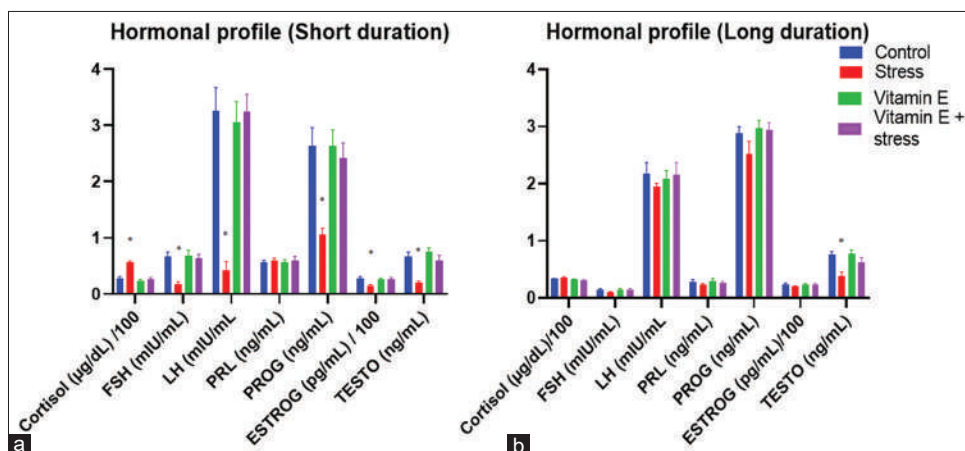 Hormonal profile (Short duration)
4
3
2
1
0
*
*
*
*
*
*
Cortisol (µg/dL) /100
FSH (mIU/mL)
LH (mIU/mL
PRL (ng/mL)
PROG (ng/mL)
ESTROG (pg/mL) / 100
TESTO (ng/mL)
a
Hormonal profile (Long duration)
4
3
2
1
0
*
Cortisol (µg/dL)/100
FSH (mIU/mL)
LH (mIU/mL
PRL (ng/mL)
PROG (ng/mL)
ESTROG (pg/mL)/100
TESTO (ng/mL)
b
Control
Stress
Vitamin E
Vitamin E +
stress